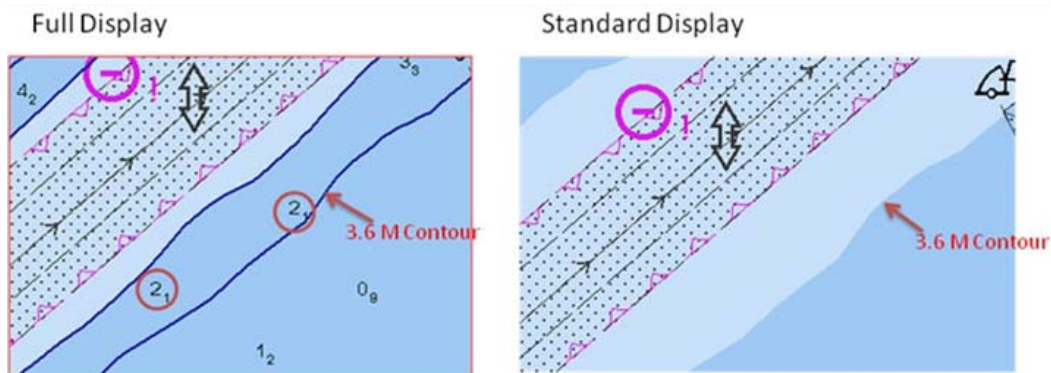 Full Display
Standard Display
4₂
1
3₃
2₁
3.6 M Contour
2₁
0₉
1₂
1
3.6 M Contour